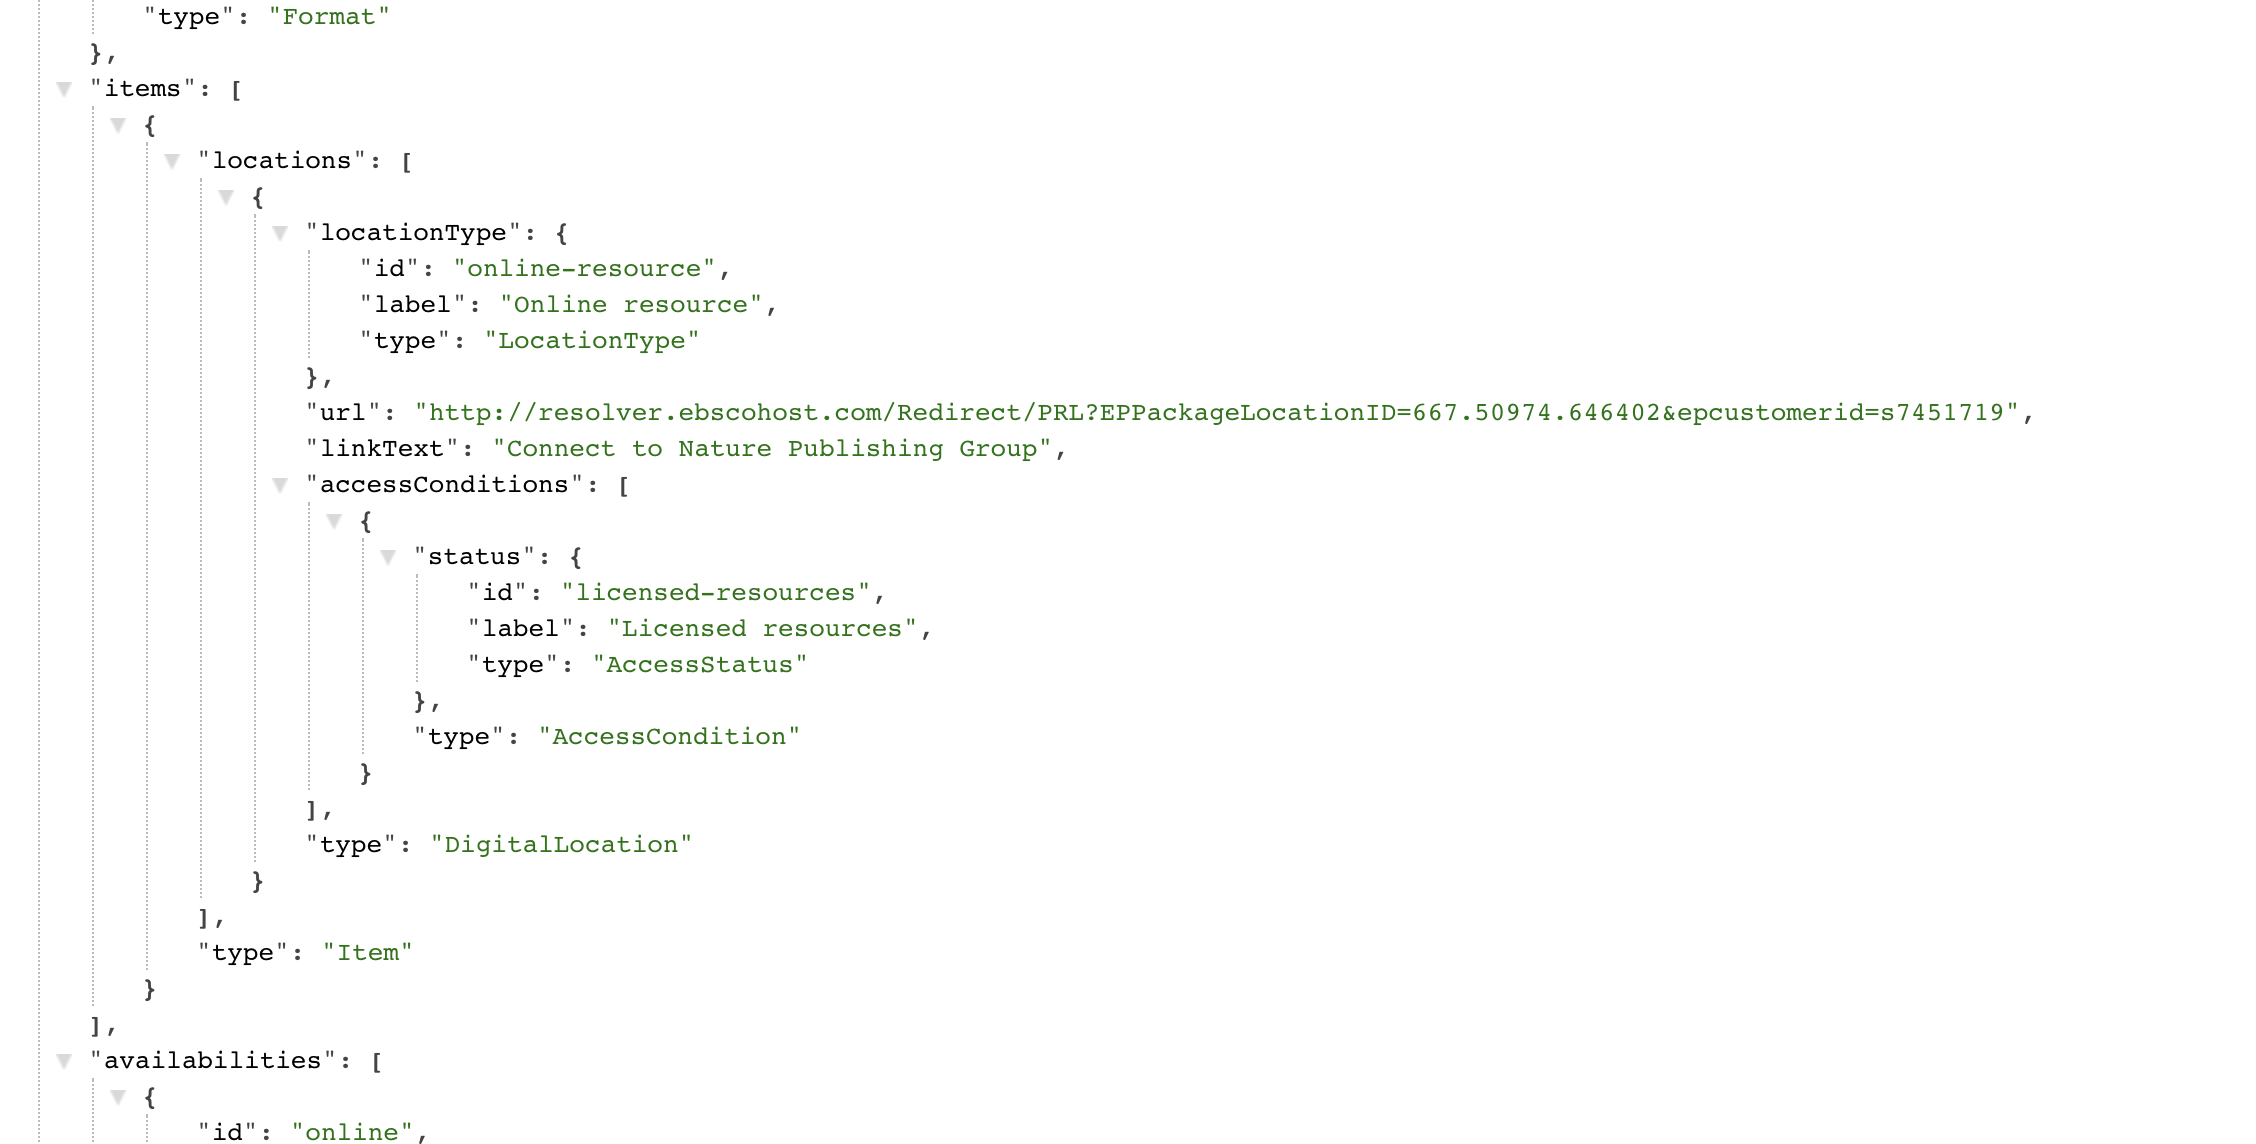 "type": "Format"
},
"items": [
{
"locations": [
{
"locationType": {
"id": "online-resource",
"label": "Online resource",
"type": "LocationType"
},
"url": "http://resolver.ebscohost.com/Redirect/PRL?EPPackageLocationID=667.50974.646402&epcustomerid=s7451719",
"linkText": "Connect to Nature Publishing Group",
"accessConditions": [
{
"status": {
"id": "licensed-resources",
"label": "Licensed resources",
"type": "AccessStatus"
},
"type": "AccessCondition"
}
],
"type": "DigitalLocation"
}
],
"type": "Item"
}
],
"availabilities": [
{
"id": "online",